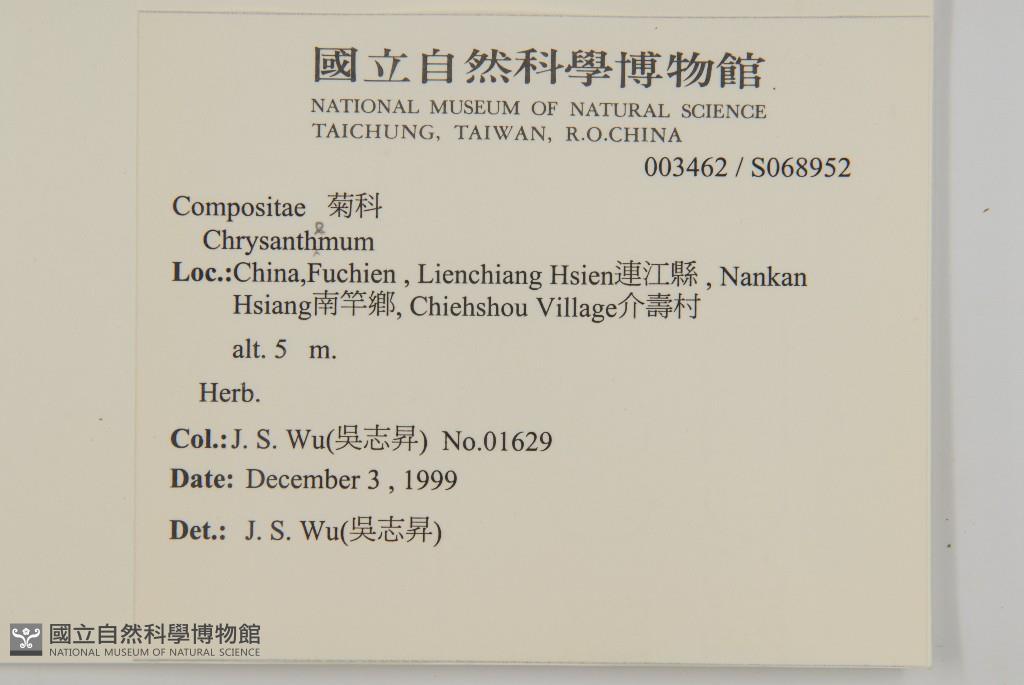 國立自然科學博物館
NATIONAL MUSEUM OF NATURAL SCIENCE
TAICHUNG, TAIWAN, R.O.CHINA
003462 / S068952
Compositae 菊科
e
Chrysanthmum
Loc.:China,Fuchien , Lienchiang Hsien連江縣 , Nankan
Hsiang南竿鄉, Chiehshou Village介壽村
alt. 5 m.
Herb.
Col.:J. S. Wu(吳志昇) No.01629
Date: December 3 , 1999
Det.: J. S. Wu(吳志昇)
國立自然科學博物館
NATIONAL MUSEUM OF NATURAL SCIENCE